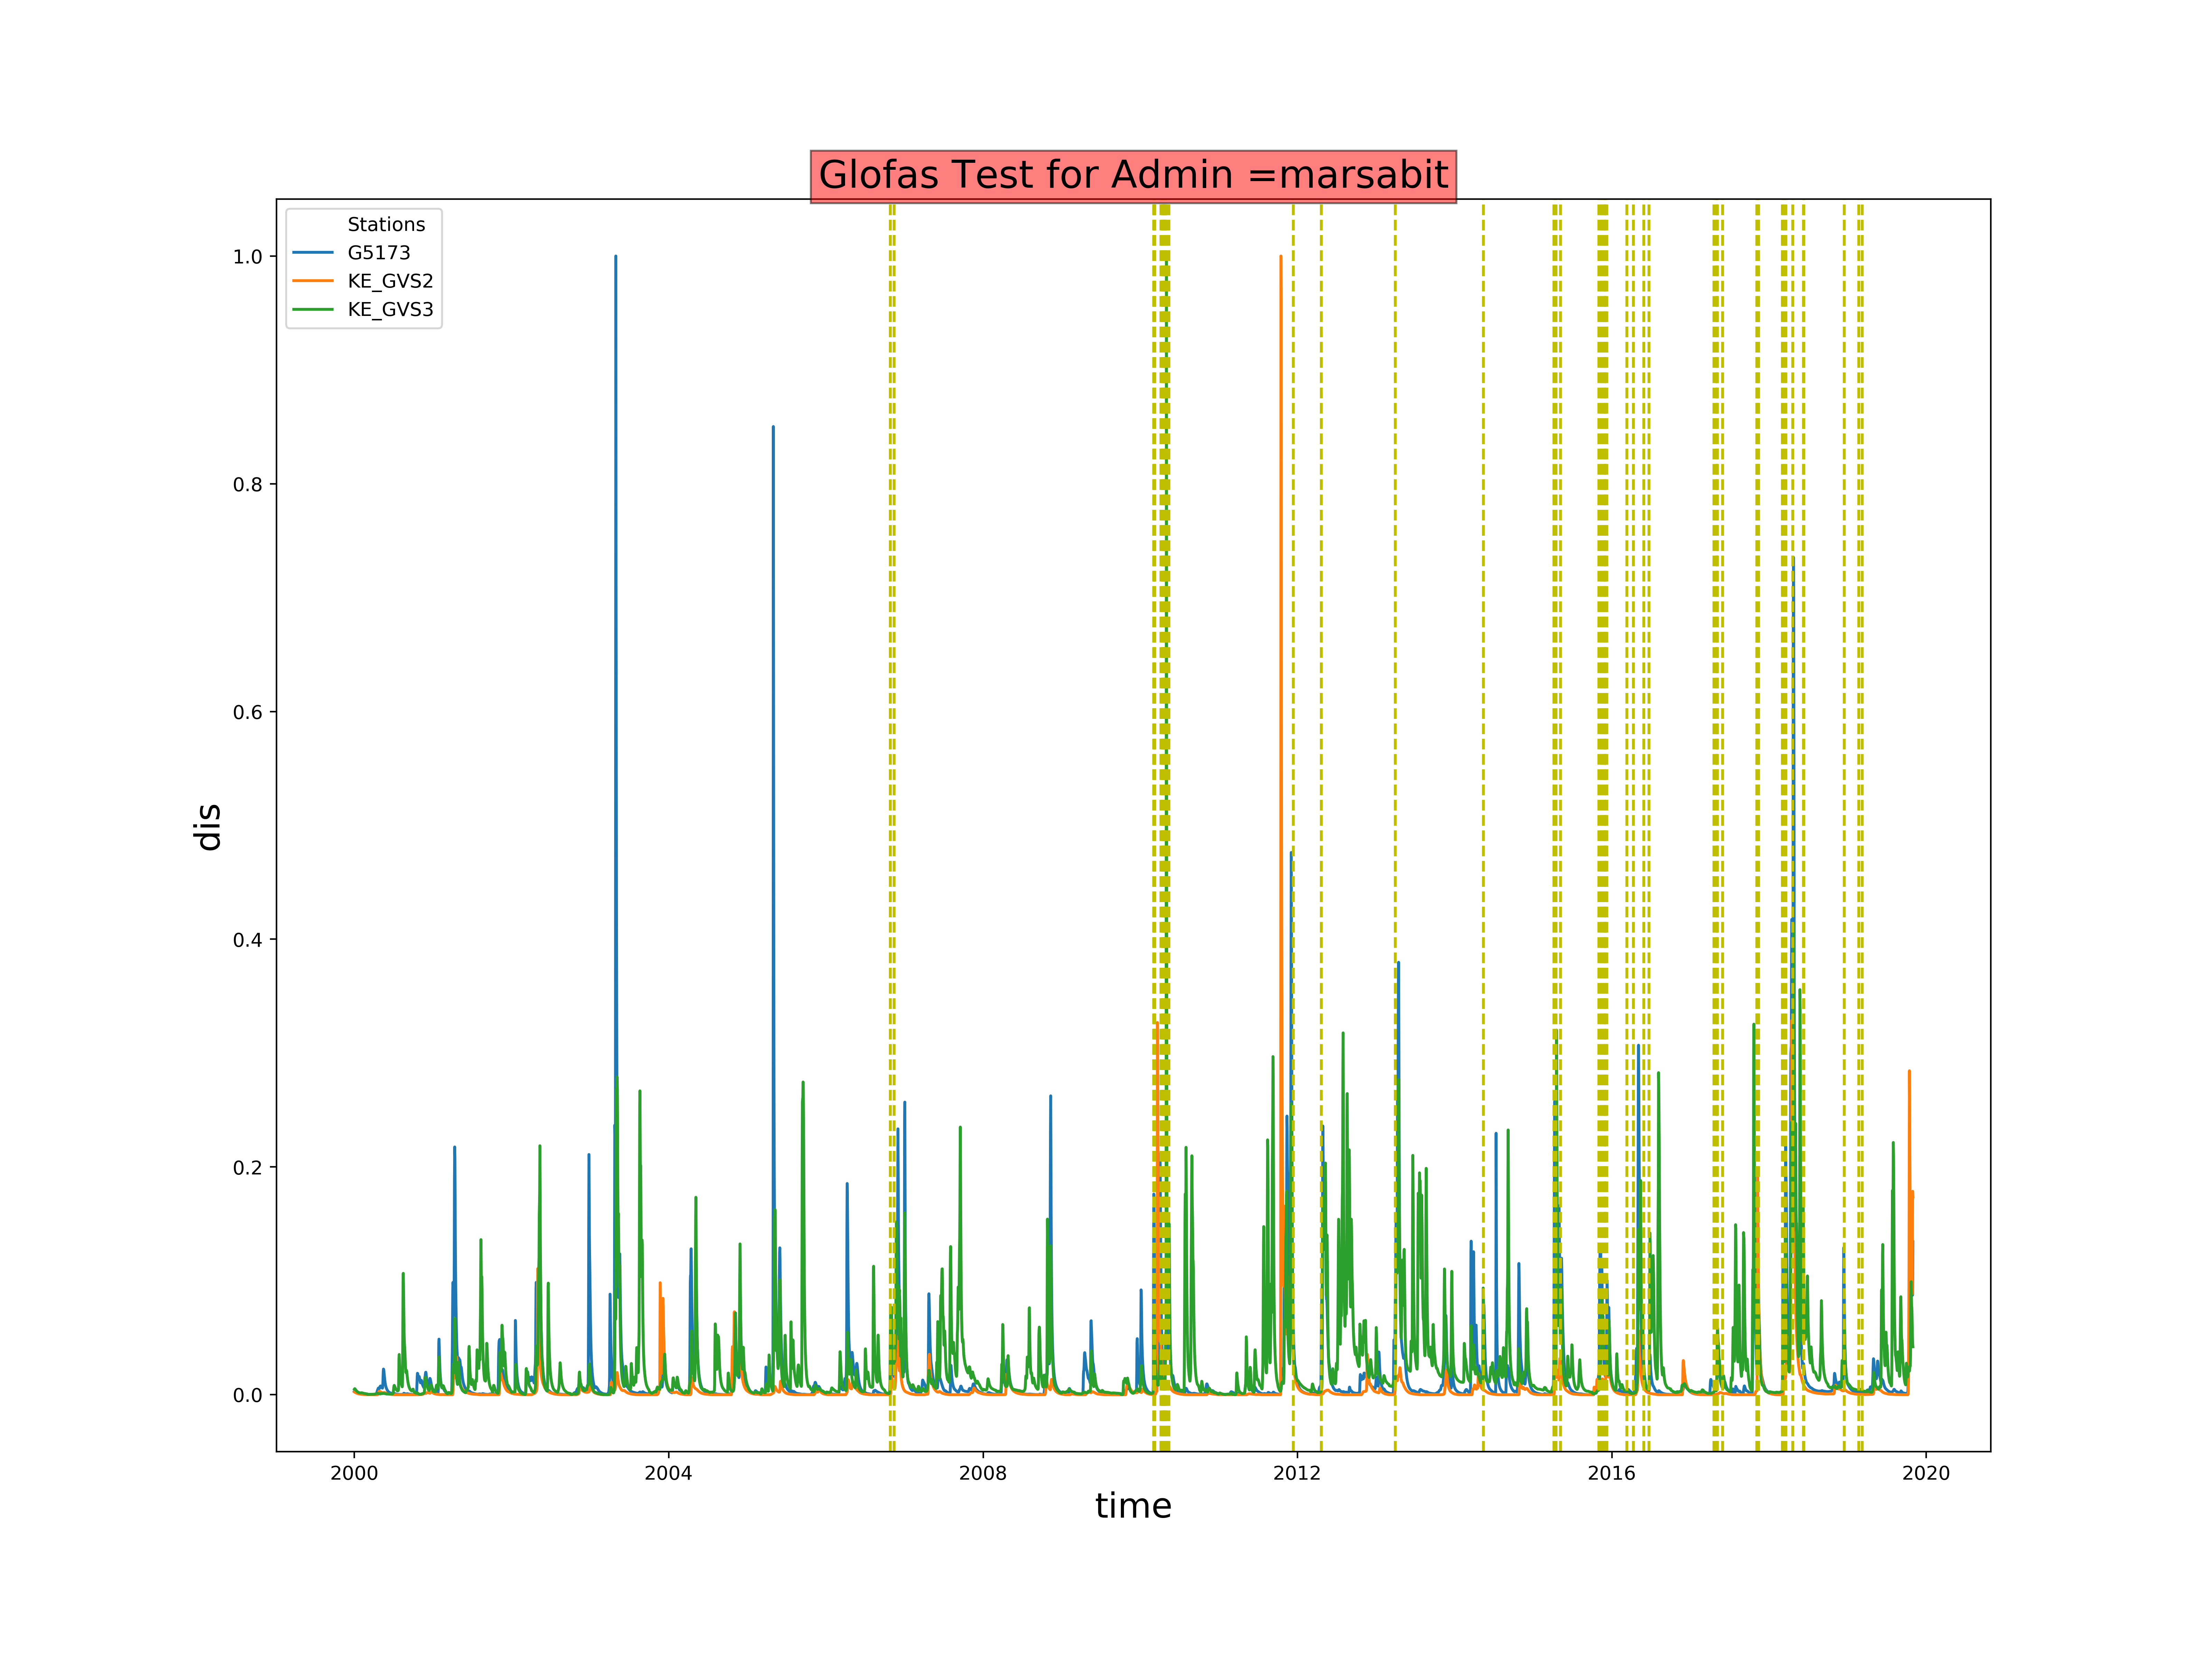 Glofas Test for Admin =marsabit
Stations
G5173
KE_GVS2
KE_GVS3
1.0
0.8
0.6
0.4
0.2
0.0
dis
2000 2004 2008 2012 2016 2020
time